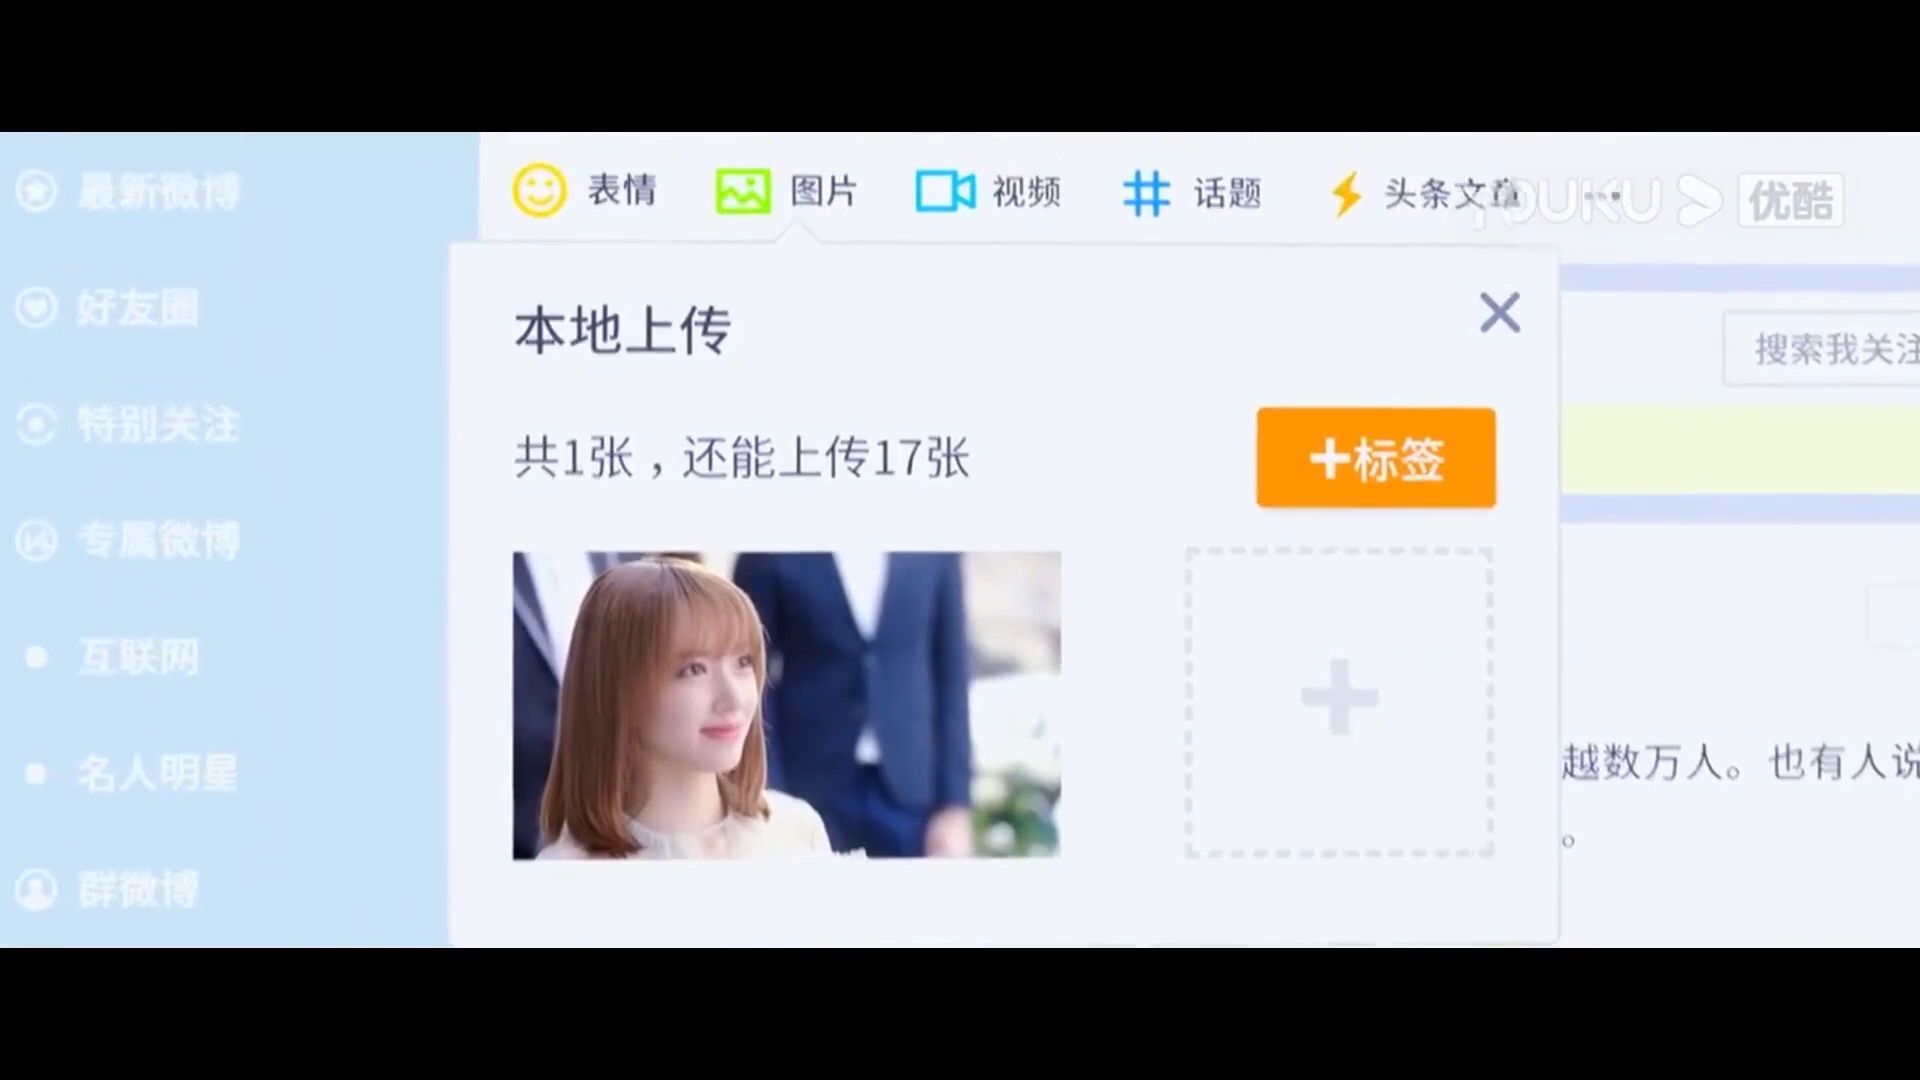 最新微博
好友圈
特别关注
专属微博
互联网
名人明星
群微博
表情 图片 视频 话题 头条文章 ...
YOUKU 优酷
本地上传
共1张，还能上传17张
+标签
搜索我关注
越数万人。也有人说
。